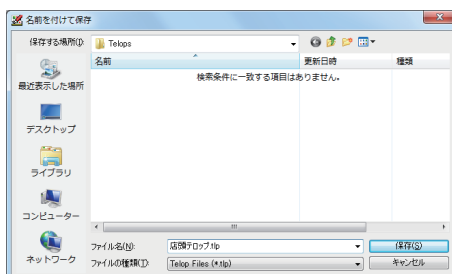 名前を付けて保存
保存する場所(I):
Telops
名前
更新日時
種類
検索条件に一致する項目はありません。
最近表示した場所
デスクトップ
ライブラリ
コンピューター
ネットワーク
ファイル名(N):
店頭テロップ.tlp
保存(S)
ファイルの種類(T):
Telop Files (*.tlp)
キャンセル